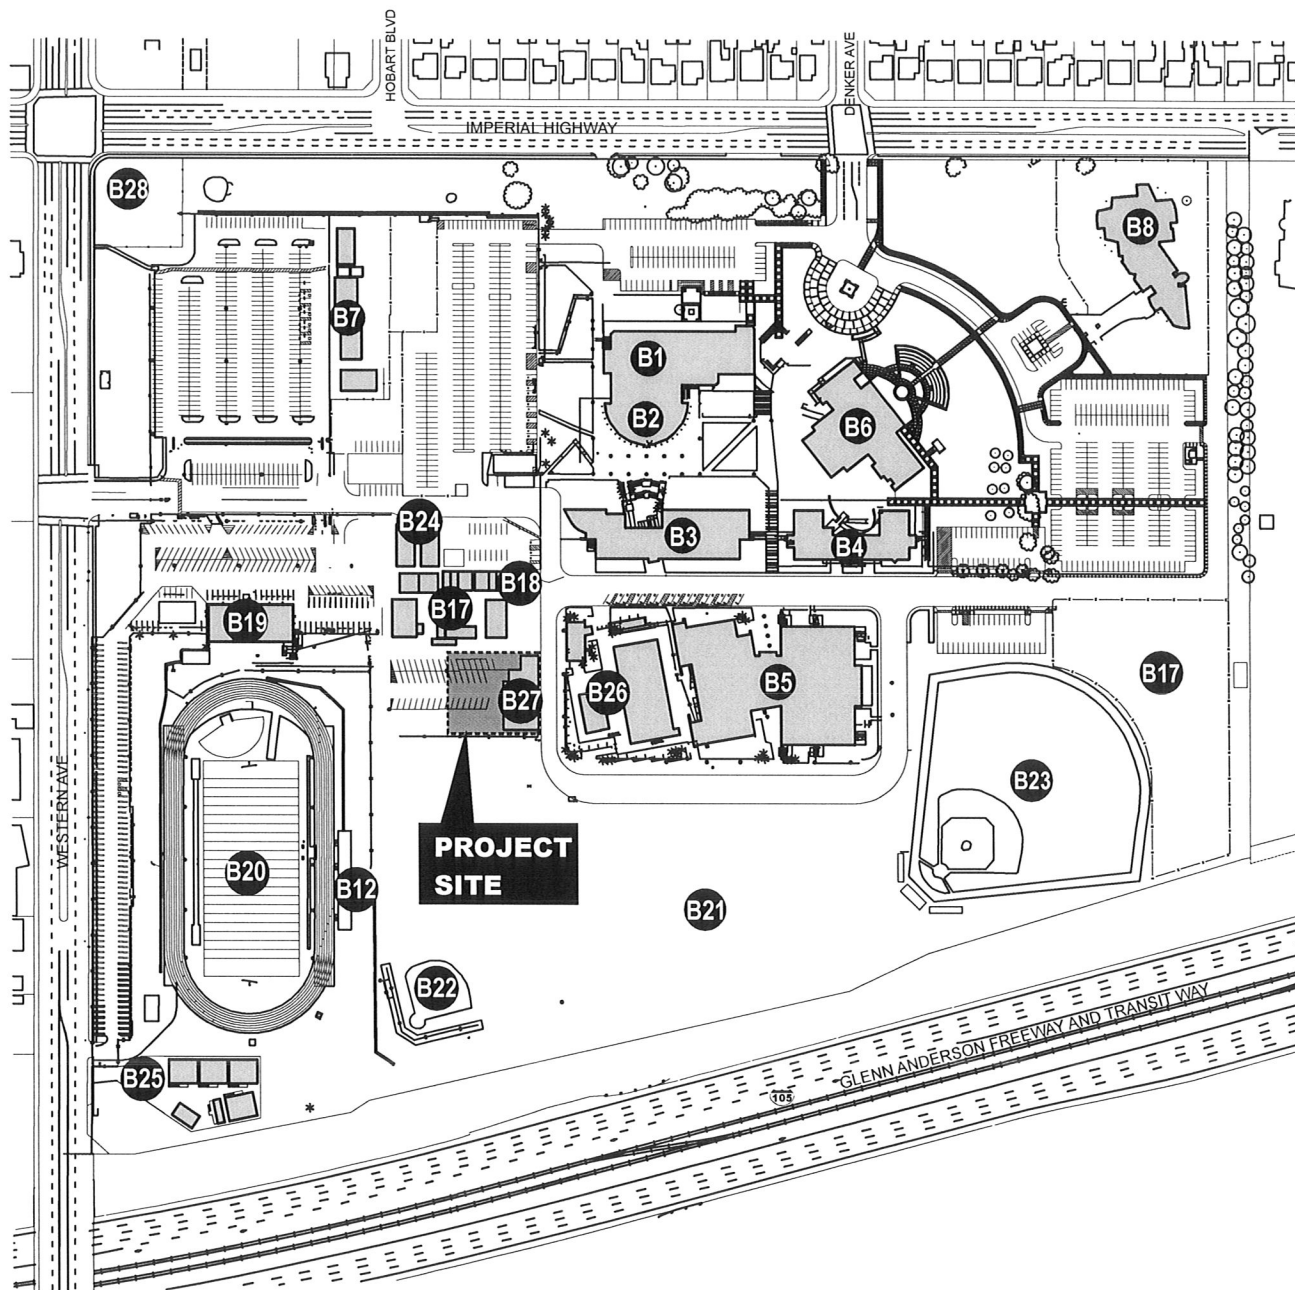 HOBART BLVD
DENKER AVE
IMPERIAL HIGHWAY
B28
B8
B7
B1
B2
B6
B24
B3
B4
B18
B17
B19
B17
B27
B26
B5
B23
WESTERN AVE
PROJECT
SITE
B20
B12
B21
B22
GLENN ANDERSON FREEWAY AND TRANSIT WAY
B25
105